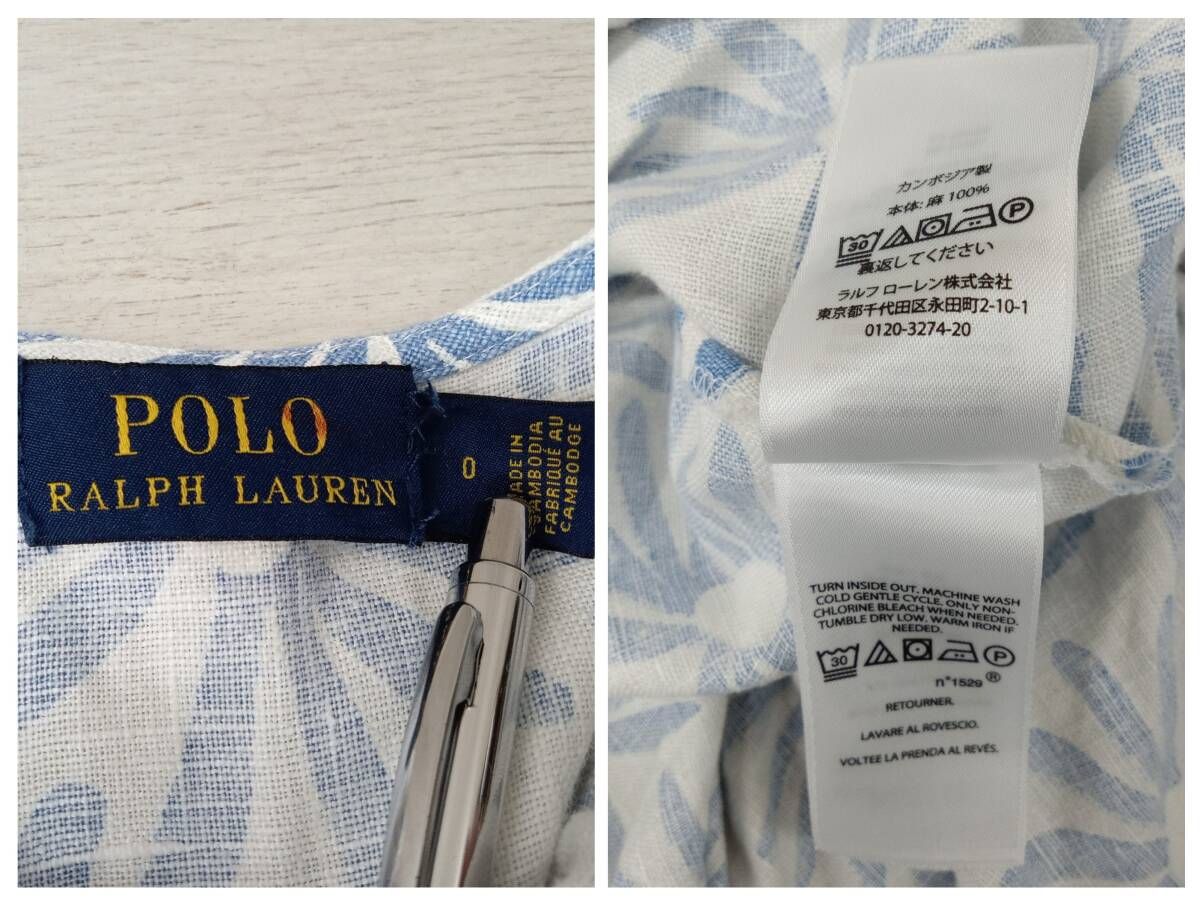 POLO
RALPH LAUREN
0
MADE IN
CAMBODIA
FABRIQUÉ AU
CAMBODGE
カンボジア製
本体: 麻 100%
30
P
裏返してください
ラルフ ローレン株式会社
東京都千代田区永田町2-10-1
0120-3274-20
TURN INSIDE OUT. MACHINE WASH
COLD GENTLE CYCLE. ONLY NON-
CHLORINE BLEACH WHEN NEEDED.
TUMBLE DRY LOW. WARM IRON IF
NEEDED.
30
P
n°1529 ®
RETOURNER.
LAVARE AL ROVESCIO.
VOLTEE LA PRENDA AL REVÉS.